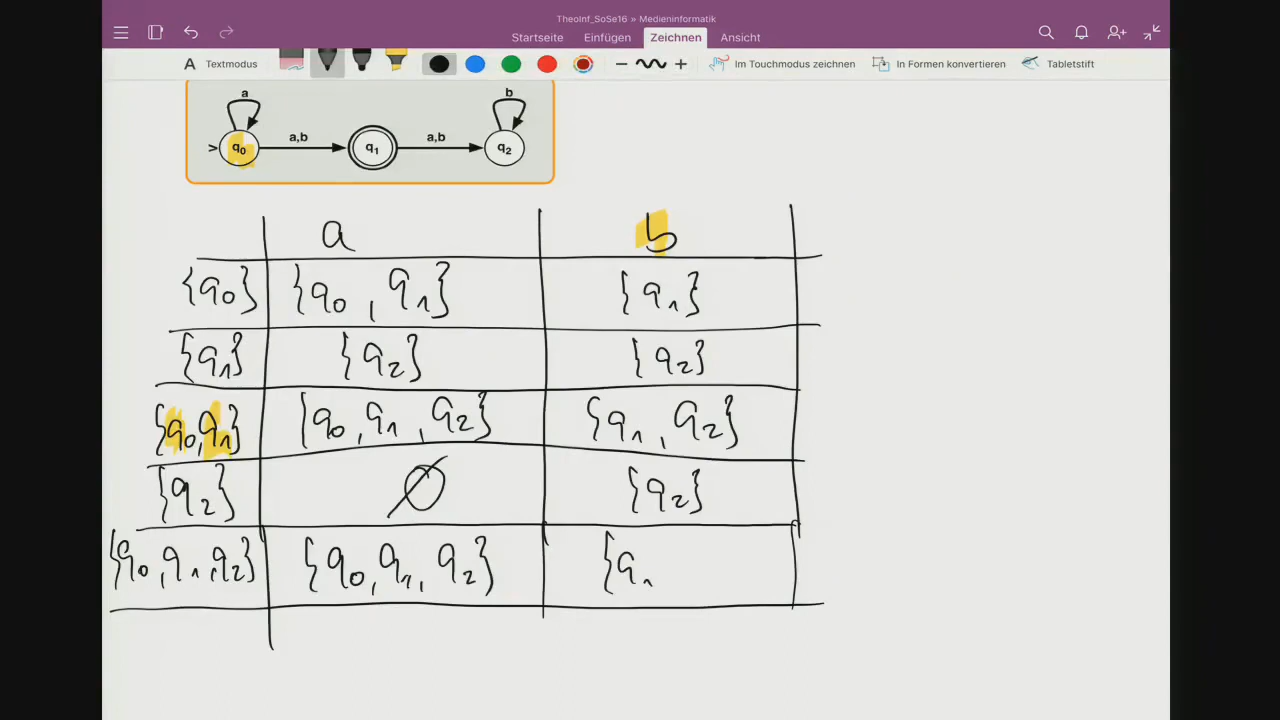 TheoInf_SoSe16 » Medieninformatik
Startseite Einfügen Zeichnen Ansicht
A Textmodus Im Touchmodus zeichnen In Formen konvertieren Tabletstift
a b
> q0 a,b q1 a,b q2
a b
{q0} {q0, q1} {q1}
{q1} {q2} {q2}
{q0,q1} {q0, q1, q2} {q1, q2}
{q2} ∅ {q2}
{q0,q1,q2} {q0,q1,q2} {q1